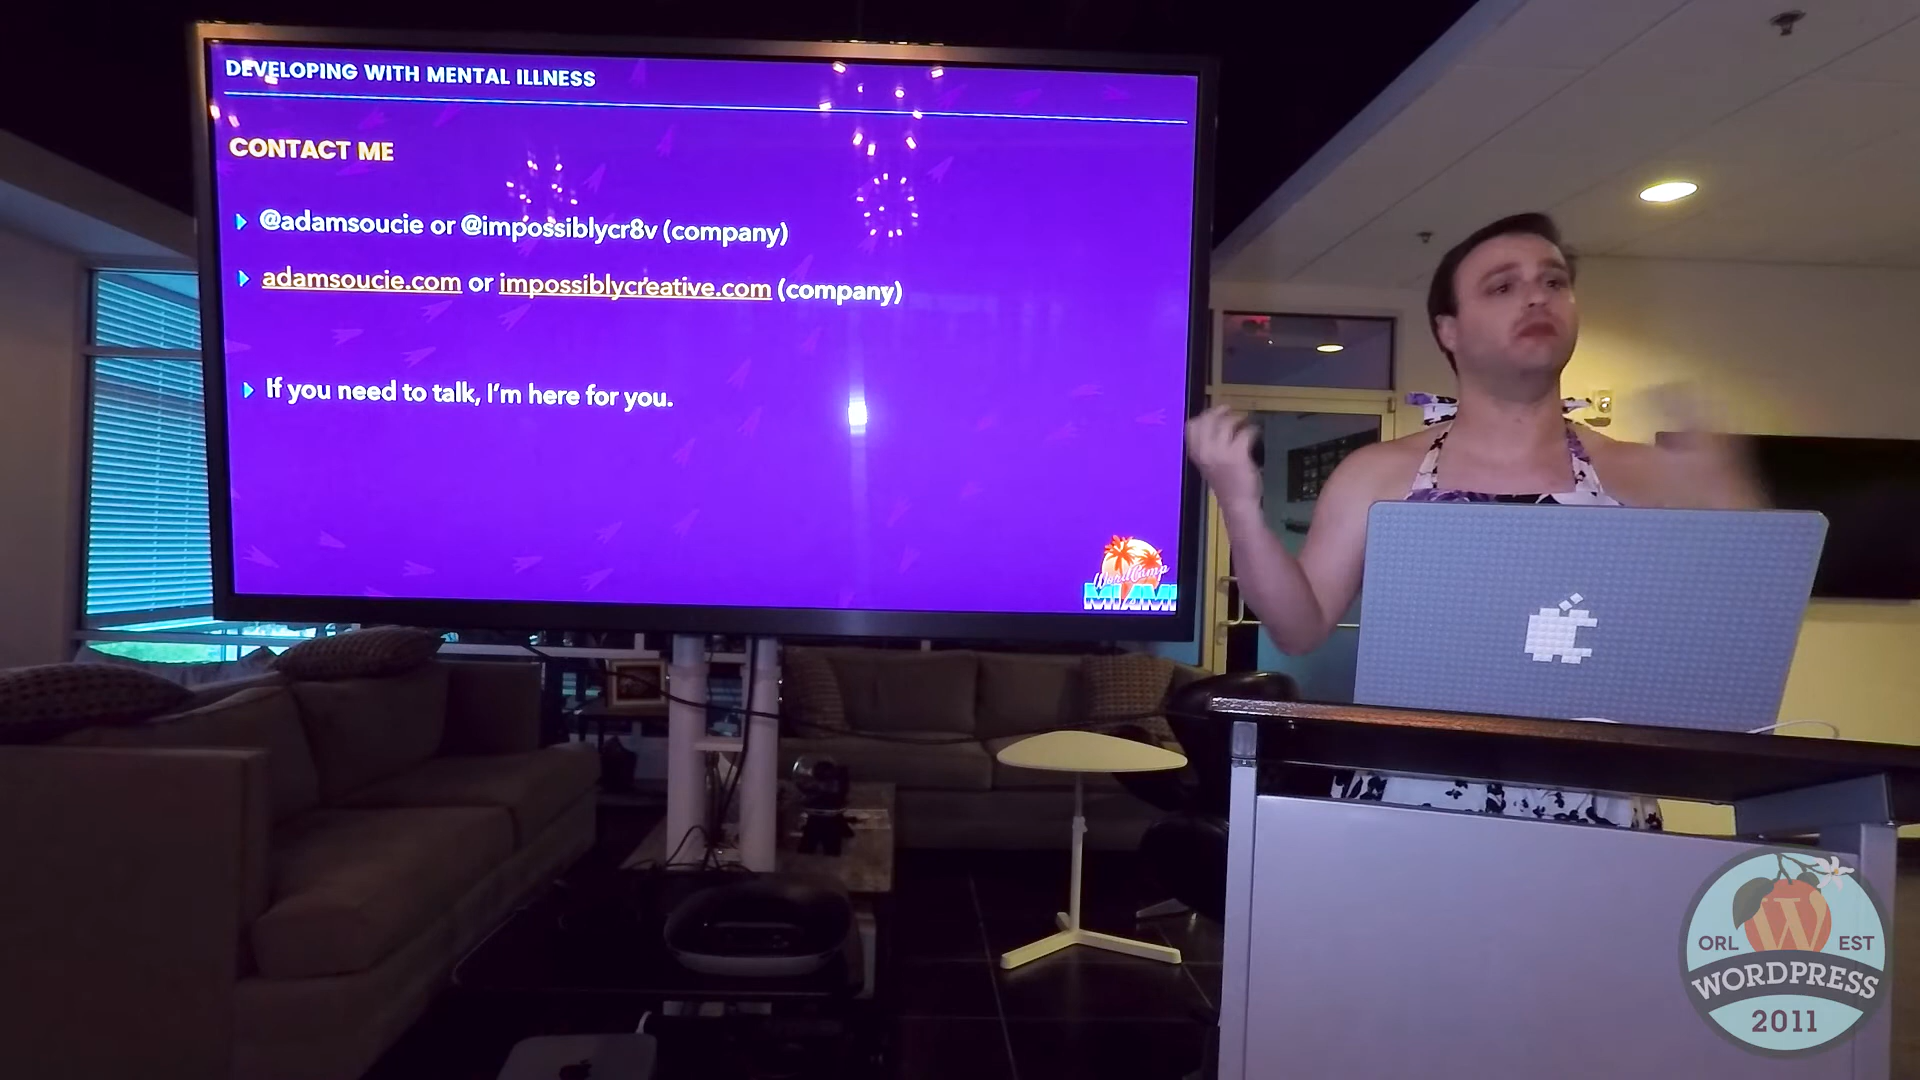 DEVELOPING WITH MENTAL ILLNESS
CONTACT ME
@adamsoucie or @impossiblycr8v (company)
adamsoucie.com or impossiblycreative.com (company)
If you need to talk, I'm here for you.
WordCamp
MIAMI
ORL W EST
WORDPRESS
2011